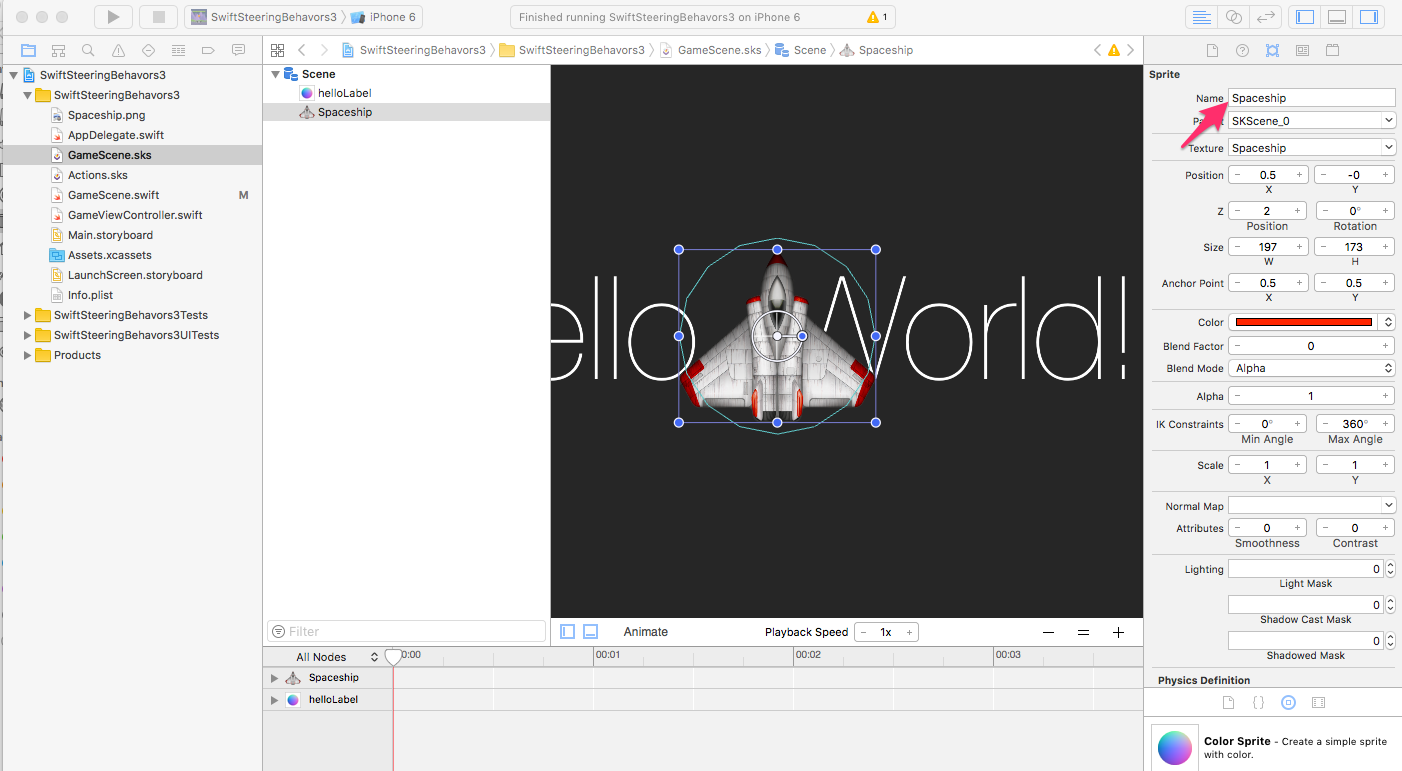 SwiftSteeringBehavors3 iPhone 6 Finished running SwiftSteeringBehavors3 on iPhone 6 1
SwiftSteeringBehavors3 SwiftSteeringBehavors3 GameScene.sks Scene Spaceship
SwiftSteeringBehavors3
SwiftSteeringBehavors3
Spaceship.png
AppDelegate.swift
GameScene.sks
Actions.sks
GameScene.swift M
GameViewController.swift
Main.storyboard
Assets.xcassets
LaunchScreen.storyboard
Info.plist
SwiftSteeringBehavors3Tests
SwiftSteeringBehavors3UITests
Products
Scene
helloLabel
Spaceship
ello World!
Filter
Animate Playback Speed − 1x +
All Nodes 0:00 00:01 00:02 00:03
Spaceship
helloLabel
Sprite
Name Spaceship
SKScene_0
Texture Spaceship
Position − 0.5 + − -0 +
X Y
Z − 2 + − 0° +
Position Rotation
Size − 197 + − 173 +
W H
Anchor Point − 0.5 + − 0.5 +
X Y
Color
Blend Factor − 0 +
Blend Mode Alpha
Alpha − 1 +
IK Constraints − 0° + − 360° +
Min Angle Max Angle
Scale − 1 + − 1 +
X Y
Normal Map
Attributes − 0 + − 0 +
Smoothness Contrast
Lighting 0
Light Mask
0
Shadow Cast Mask
0
Shadowed Mask
Physics Definition
{ }
Color Sprite - Create a simple sprite
with color.